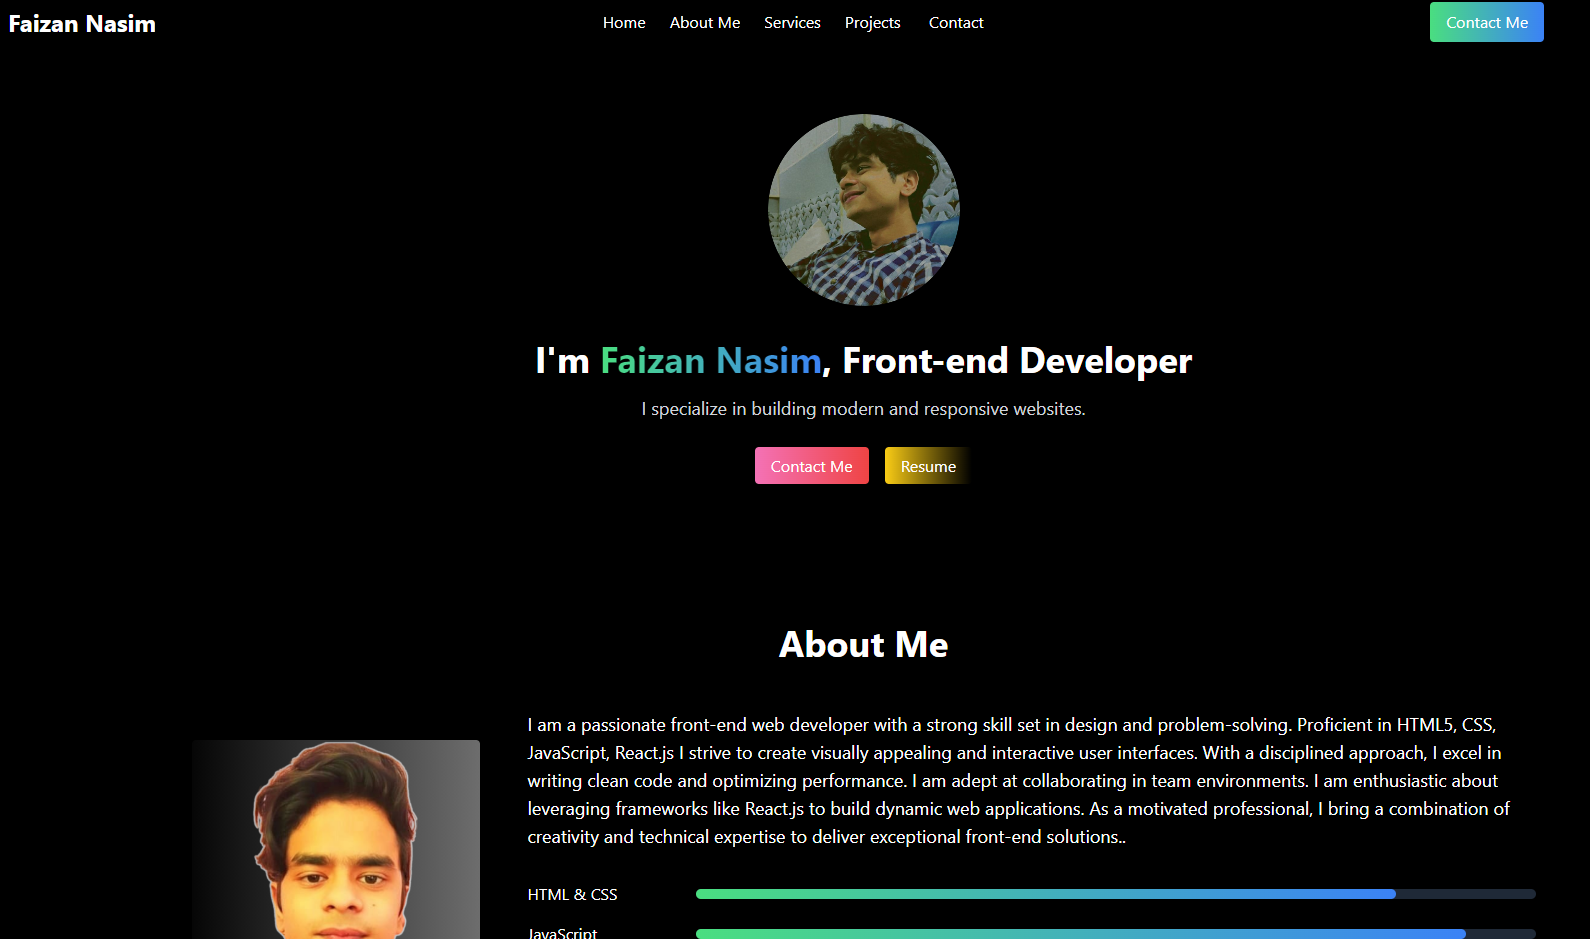 Faizan Nasim
Home About Me Services Projects Contact
Contact Me
I'm Faizan Nasim, Front-end Developer
I specialize in building modern and responsive websites.
Contact Me Resume
About Me
I am a passionate front-end web developer with a strong skill set in design and problem-solving. Proficient in HTML5, CSS,
JavaScript, React.js I strive to create visually appealing and interactive user interfaces. With a disciplined approach, I excel in
writing clean code and optimizing performance. I am adept at collaborating in team environments. I am enthusiastic about
leveraging frameworks like React.js to build dynamic web applications. As a motivated professional, I bring a combination of
creativity and technical expertise to deliver exceptional front-end solutions..
HTML & CSS
JavaScript